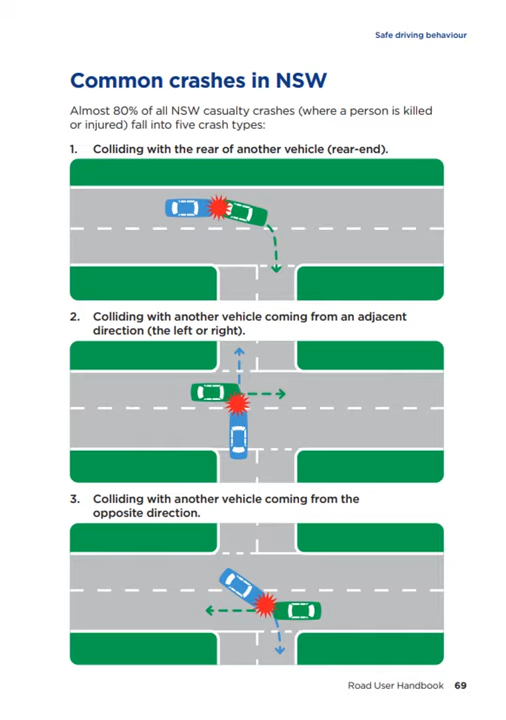 Safe driving behaviour
Common crashes in NSW
Almost 80% of all NSW casualty crashes (where a person is killed
or injured) fall into five crash types:
1. Colliding with the rear of another vehicle (rear-end).
2. Colliding with another vehicle coming from an adjacent
direction (the left or right).
3. Colliding with another vehicle coming from the
opposite direction.
Road User Handbook 69